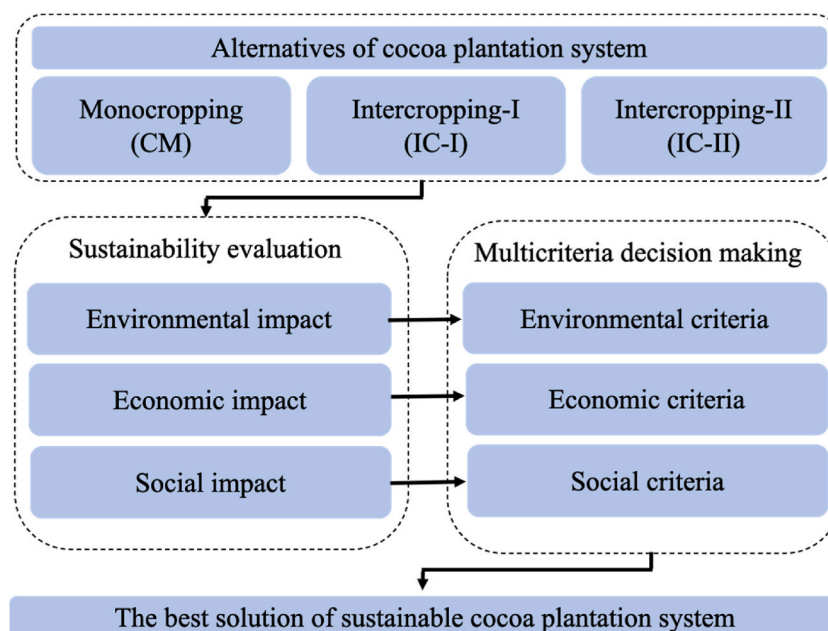 Alternatives of cocoa plantation system
Monocropping
(CM)
Intercropping-I
(IC-I)
Intercropping-II
(IC-II)
Sustainability evaluation
Environmental impact
Economic impact
Social impact
Multicriteria decision making
Environmental criteria
Economic criteria
Social criteria
The best solution of sustainable cocoa plantation system